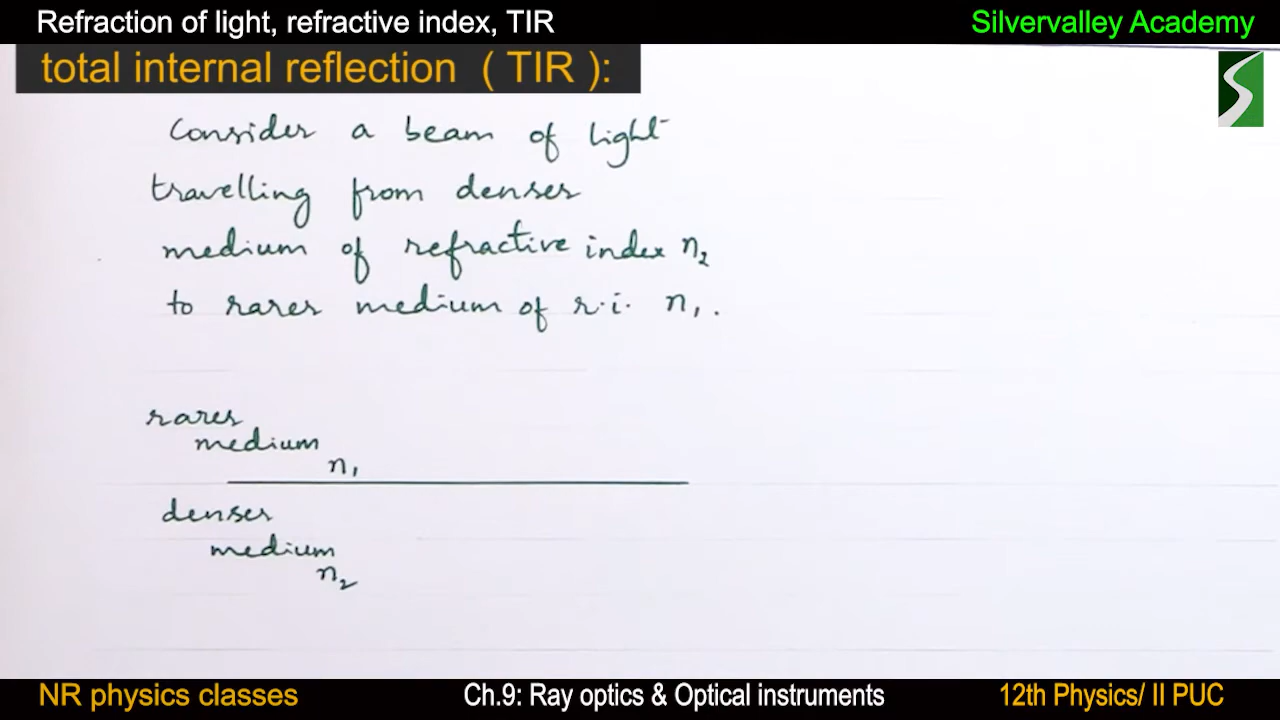 Refraction of light, refractive index, TIR
Silvervalley Academy
total internal reflection ( TIR ):
Consider a beam of light
travelling from denser
medium of refractive index n₂
to rarer medium of r.i. n₁.
rarer
medium
n₁
denser
medium
n₂
NR physics classes
Ch.9: Ray optics & Optical instruments
12th Physics/ II PUC